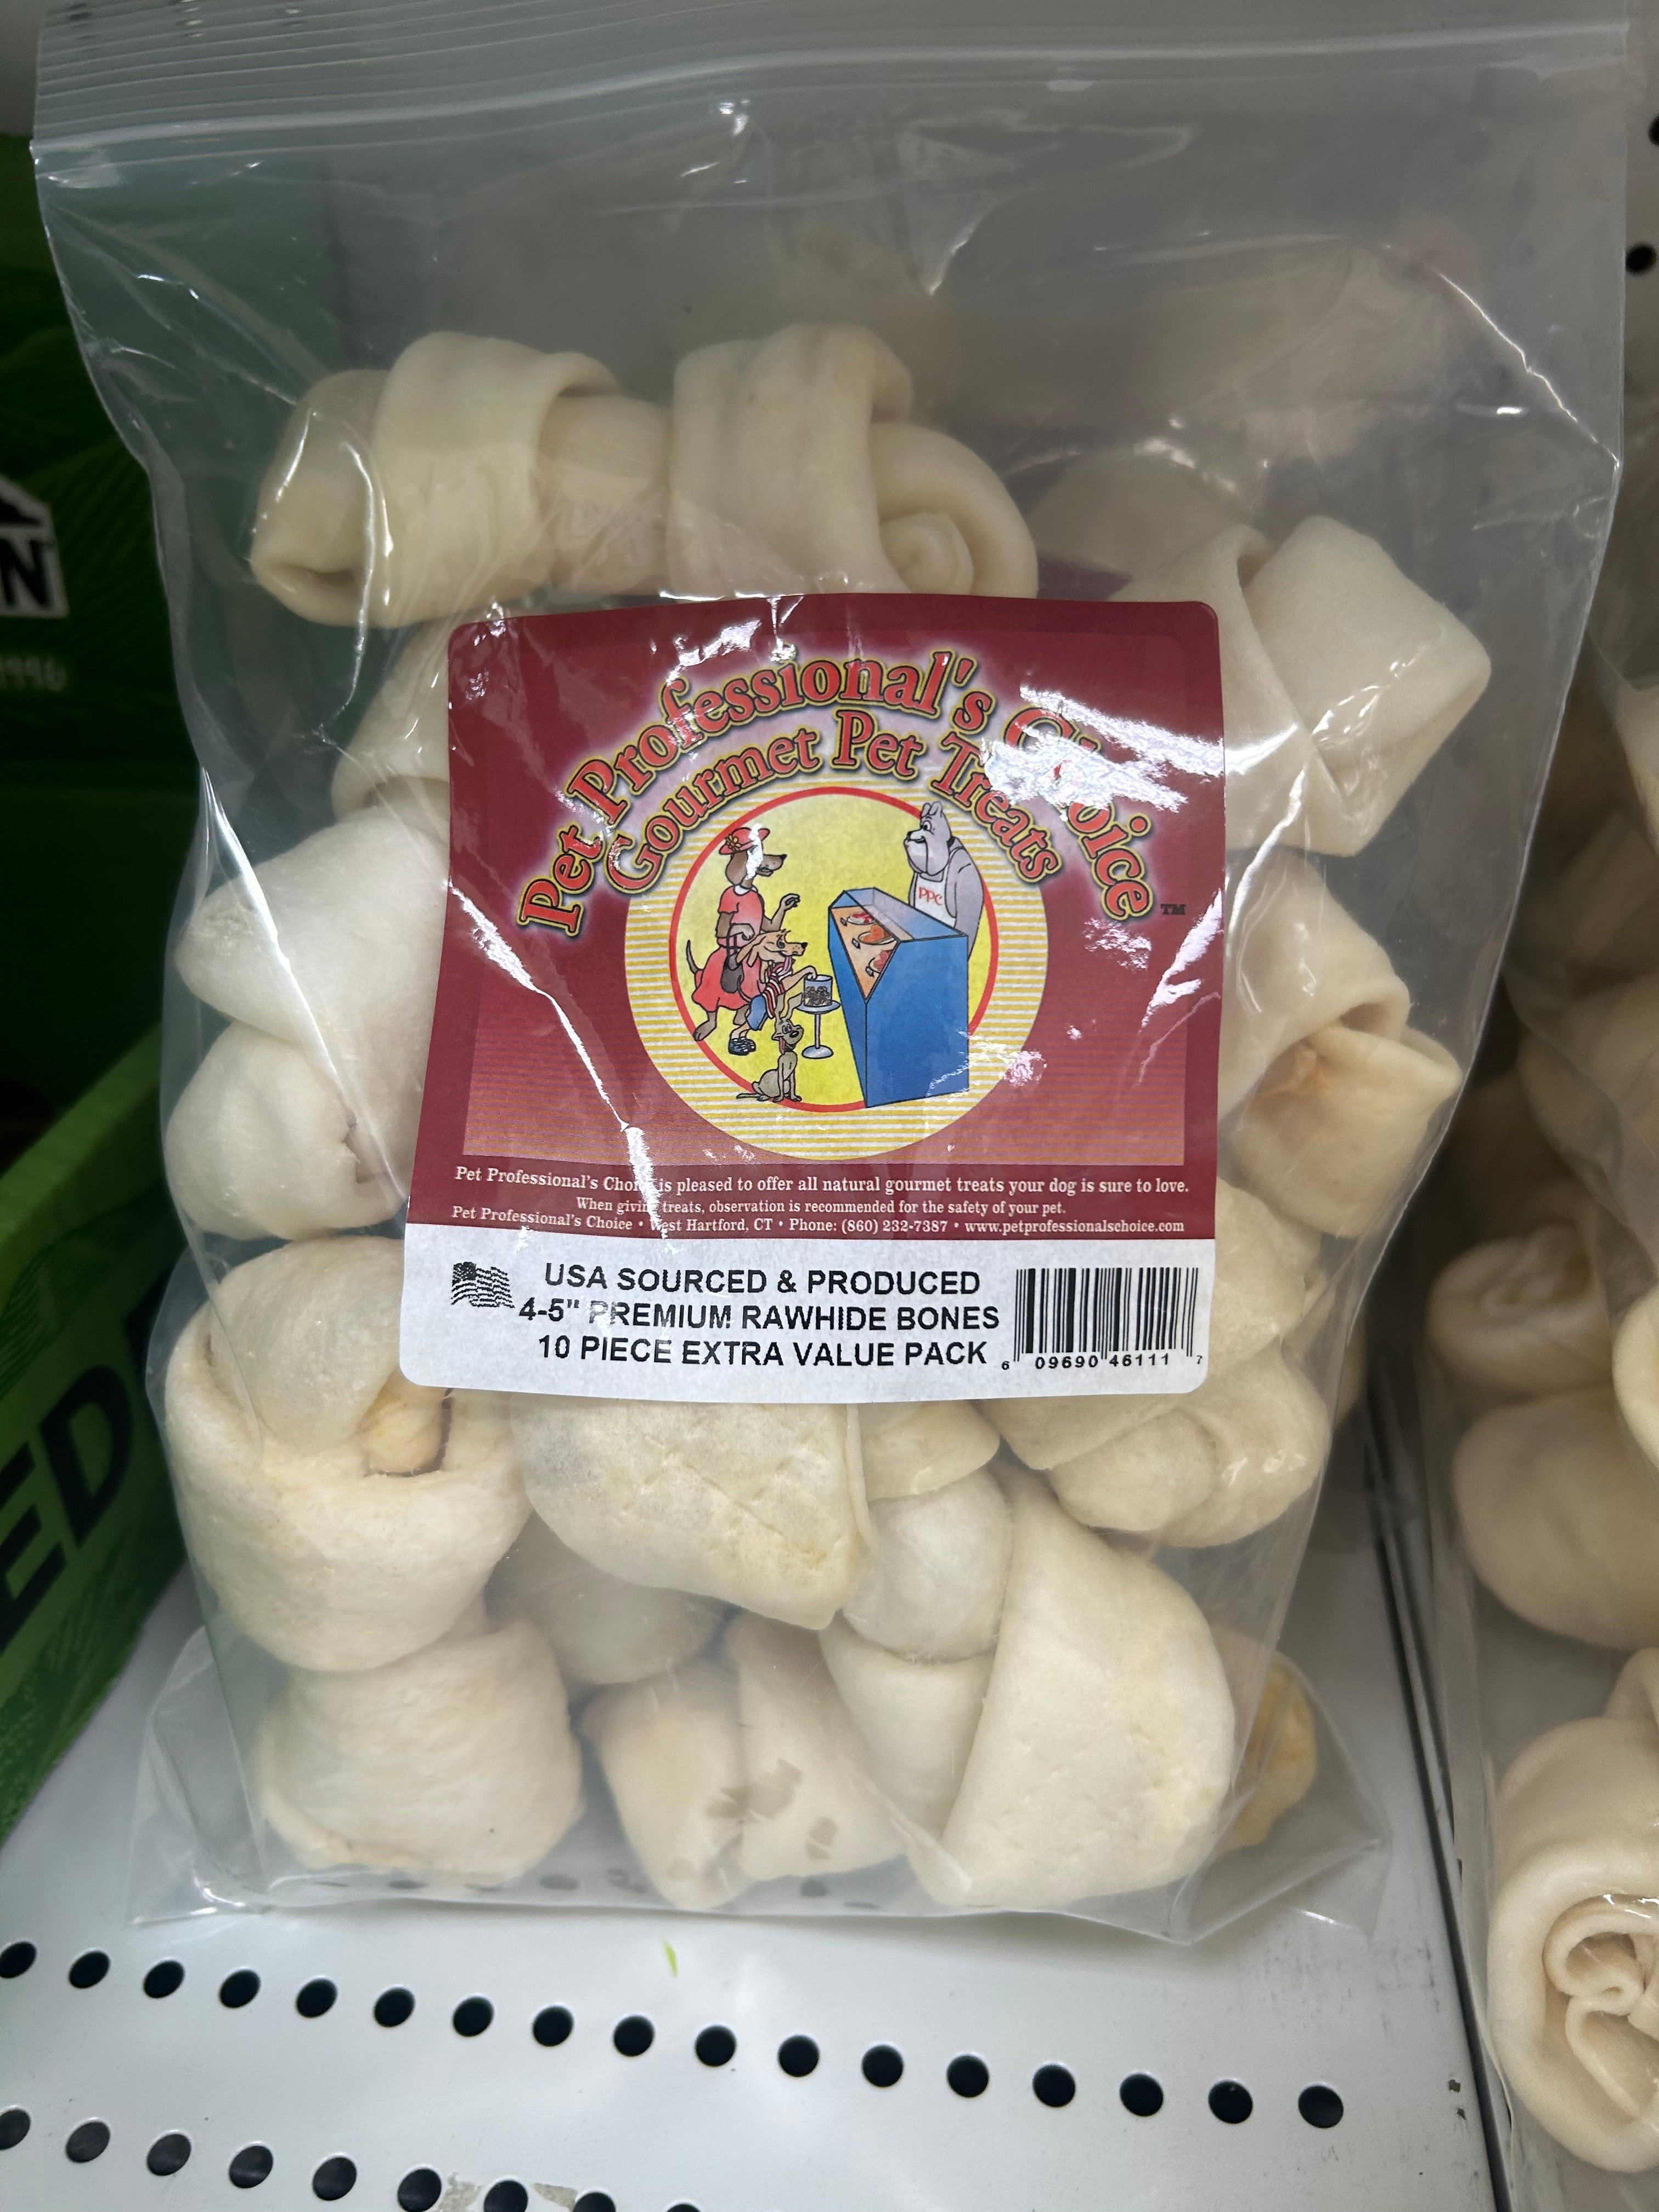 Pet Professional's Choice™
Gourmet Pet Treats
PPC
Pet Professional's Choice is pleased to offer all natural gourmet treats your dog is sure to love.
When giving treats, observation is recommended for the safety of your pet.
Pet Professional's Choice • West Hartford, CT • Phone: (860) 232-7387 • www.petprofessionalschoice.com
USA SOURCED & PRODUCED
4-5" PREMIUM RAWHIDE BONES
10 PIECE EXTRA VALUE PACK
6 09690 46111 7